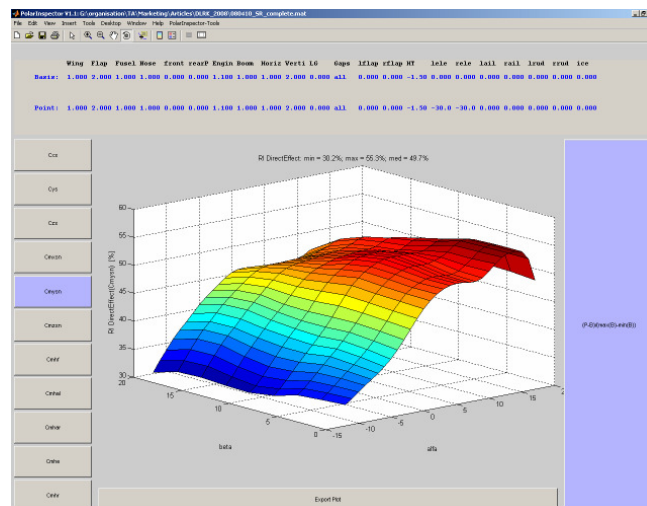 PolarInspector V1.1: G:\organisation\TA\Marketing\Articles\DLRK_2008\080410_SR_complete.mat
File Edit View Insert Tools Desktop Window Help PolarInspector-Tools
Wing Flap Fusel Nose front rearP Engin Boom Horiz Verti LG Gaps lflap rflap HT lele rele lail rail lrud rrud ice
Basis: 1.000 2.000 1.000 1.000 0.000 0.000 1.100 1.000 1.000 2.000 0.000 all 0.000 0.000 -1.50 0.000 0.000 0.000 0.000 0.000 0.000 0.000
Point: 1.000 2.000 1.000 1.000 0.000 0.000 1.100 1.000 1.000 2.000 0.000 all 0.000 0.000 -1.50 -30.0 -30.0 0.000 0.000 0.000 0.000 0.000
RI DirectEffect: min = 30.2%; max = 55.3%; med = 49.7%
Cxs
Cys
Czs
Cmxsn
Cmysn
Cmzsn
Cmhlf
Cmhal
Cmhar
Cmhe
Cmhr
RI DirectEffect(Cmysn) [%]
60
55
50
45
40
35
30
20
15
10
5
0
-15
-10
-5
0
5
10
15
beta
alfa
(P-B)/(max(B)-min(B))
Export Plot